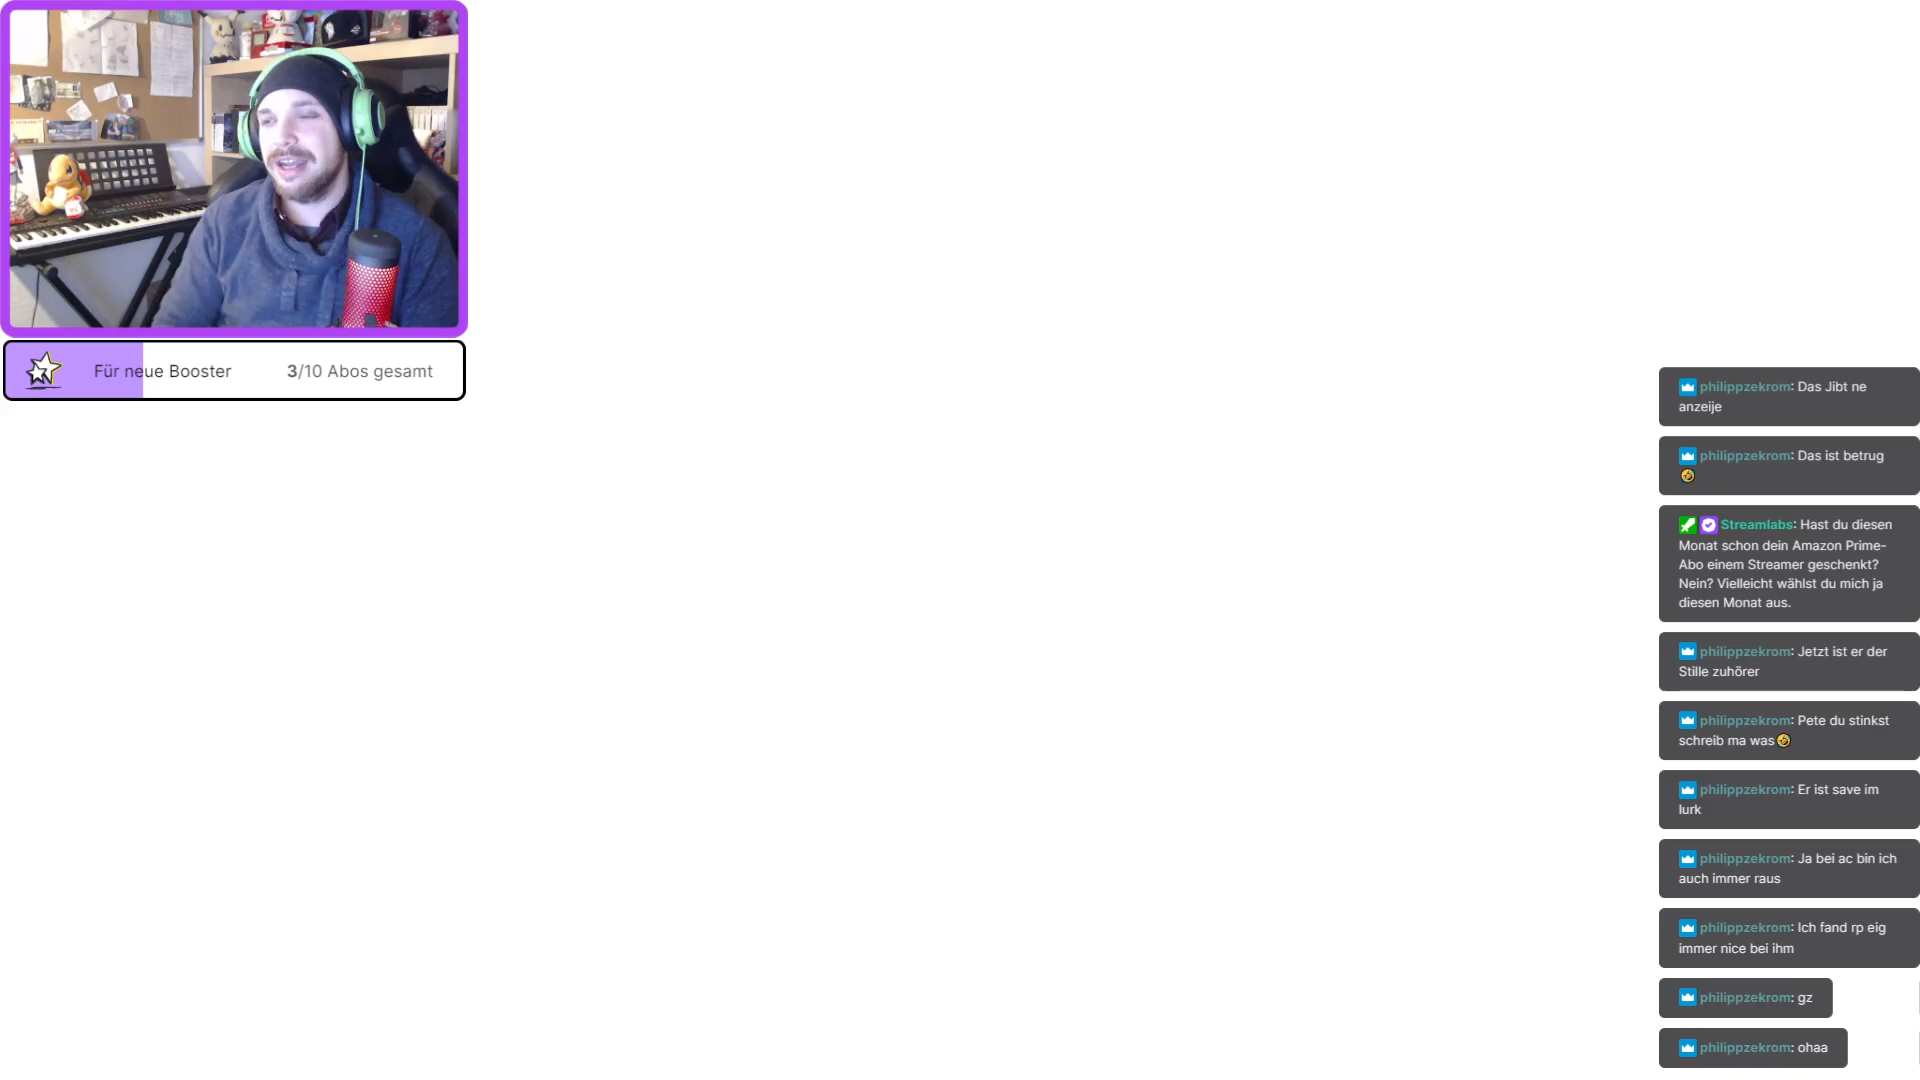 Für neue Booster
3/10 Abos gesamt
philippzekrom: Das Jibt ne
anzeije
philippzekrom: Das ist betrug
🤣
Streamlabs: Hast du diesen
Monat schon dein Amazon Prime-
Abo einem Streamer geschenkt?
Nein? Vielleicht wählst du mich ja
diesen Monat aus.
philippzekrom: Jetzt ist er der
Stille zuhörer
philippzekrom: Pete du stinkst
schreib ma was🤣
philippzekrom: Er ist save im
lurk
philippzekrom: Ja bei ac bin ich
auch immer raus
philippzekrom: Ich fand rp eig
immer nice bei ihm
philippzekrom: gz
philippzekrom: ohaa